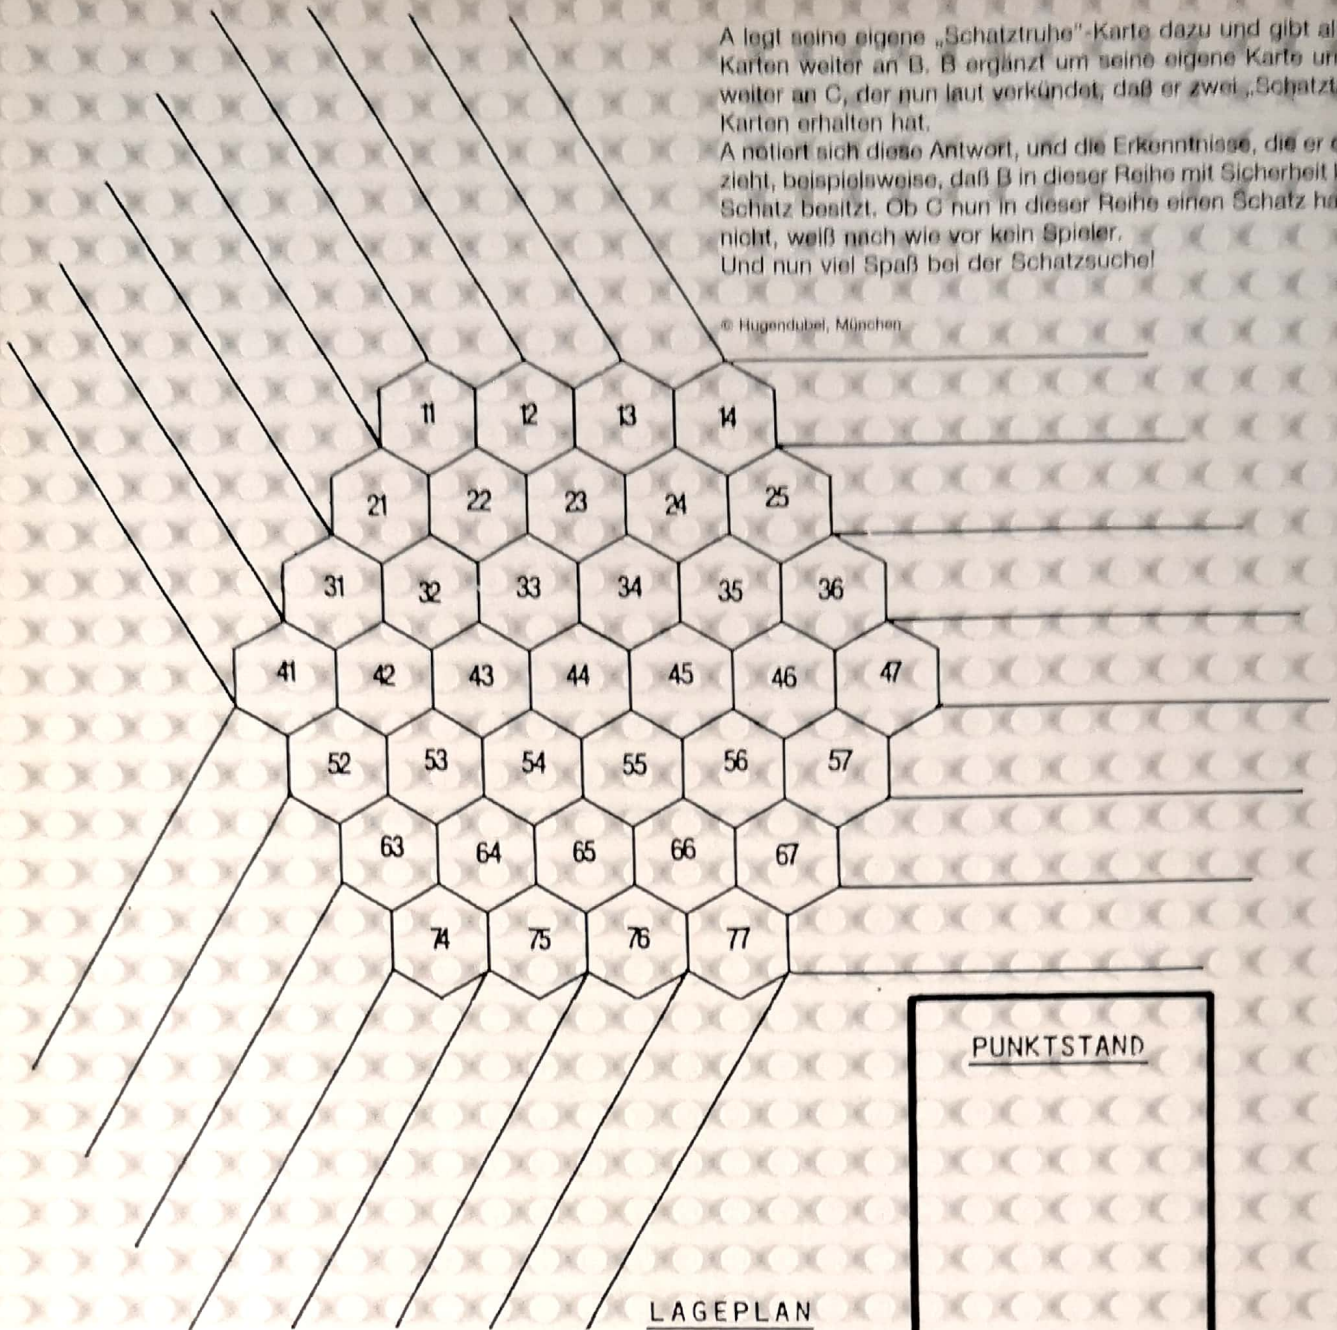 A legt seine eigene „Schatztruhe"-Karte dazu und gibt al
Karten weiter an B. B ergänzt um seine eigene Karte un
weiter an C, der nun laut verkündet, daß er zwei „Schatzt
Karten erhalten hat.
A notiert sich diese Antwort, und die Erkenntnisse, die er
zieht, beispielsweise, daß B in dieser Reihe mit Sicherheit
Schatz besitzt. Ob C nun in dieser Reihe einen Schatz ha
nicht, weiß nach wie vor kein Spieler.
Und nun viel Spaß bei der Schatzsuche!
© Hugendubel, München
11 12 13 14
21 22 23 24 25
31 32 33 34 35 36
41 42 43 44 45 46 47
52 53 54 55 56 57
63 64 65 66 67
74 75 76 77
PUNKTSTAND
LAGEPLAN